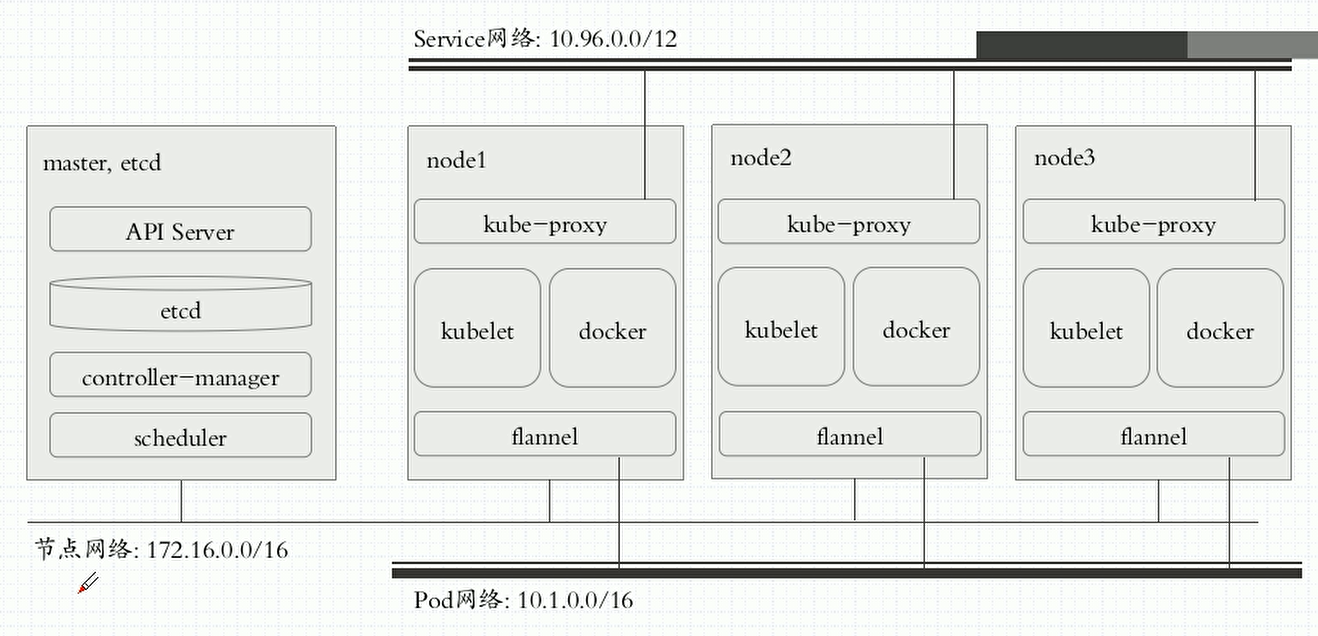 Service网络: 10.96.0.0/12
master, etcd
API Server
etcd
controller-manager
scheduler
node1
kube-proxy
kubelet
docker
flannel
node2
kube-proxy
kubelet
docker
flannel
node3
kube-proxy
kubelet
docker
flannel
节点网络: 172.16.0.0/16
Pod网络: 10.1.0.0/16